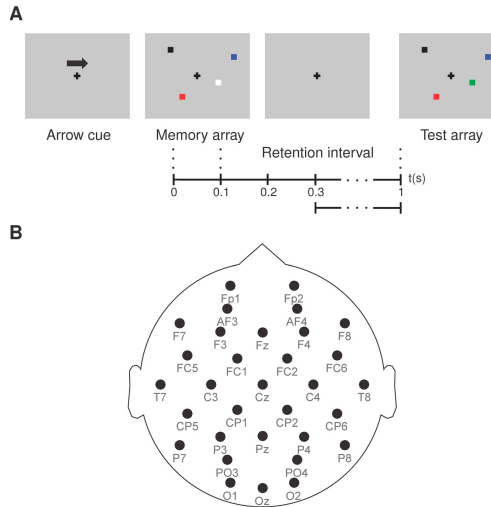 A
Arrow cue
Memory array
Test array
Retention interval
0 0.1 0.2 0.3 1 t(s)
B
Fp1 Fp2
AF3 AF4
F7 F3 Fz F4 F8
FC5 FC1 FC2 FC6
T7 C3 Cz C4 T8
CP5 CP1 CP2 CP6
P7 P3 Pz P4 P8
PO3 PO4
O1 Oz O2